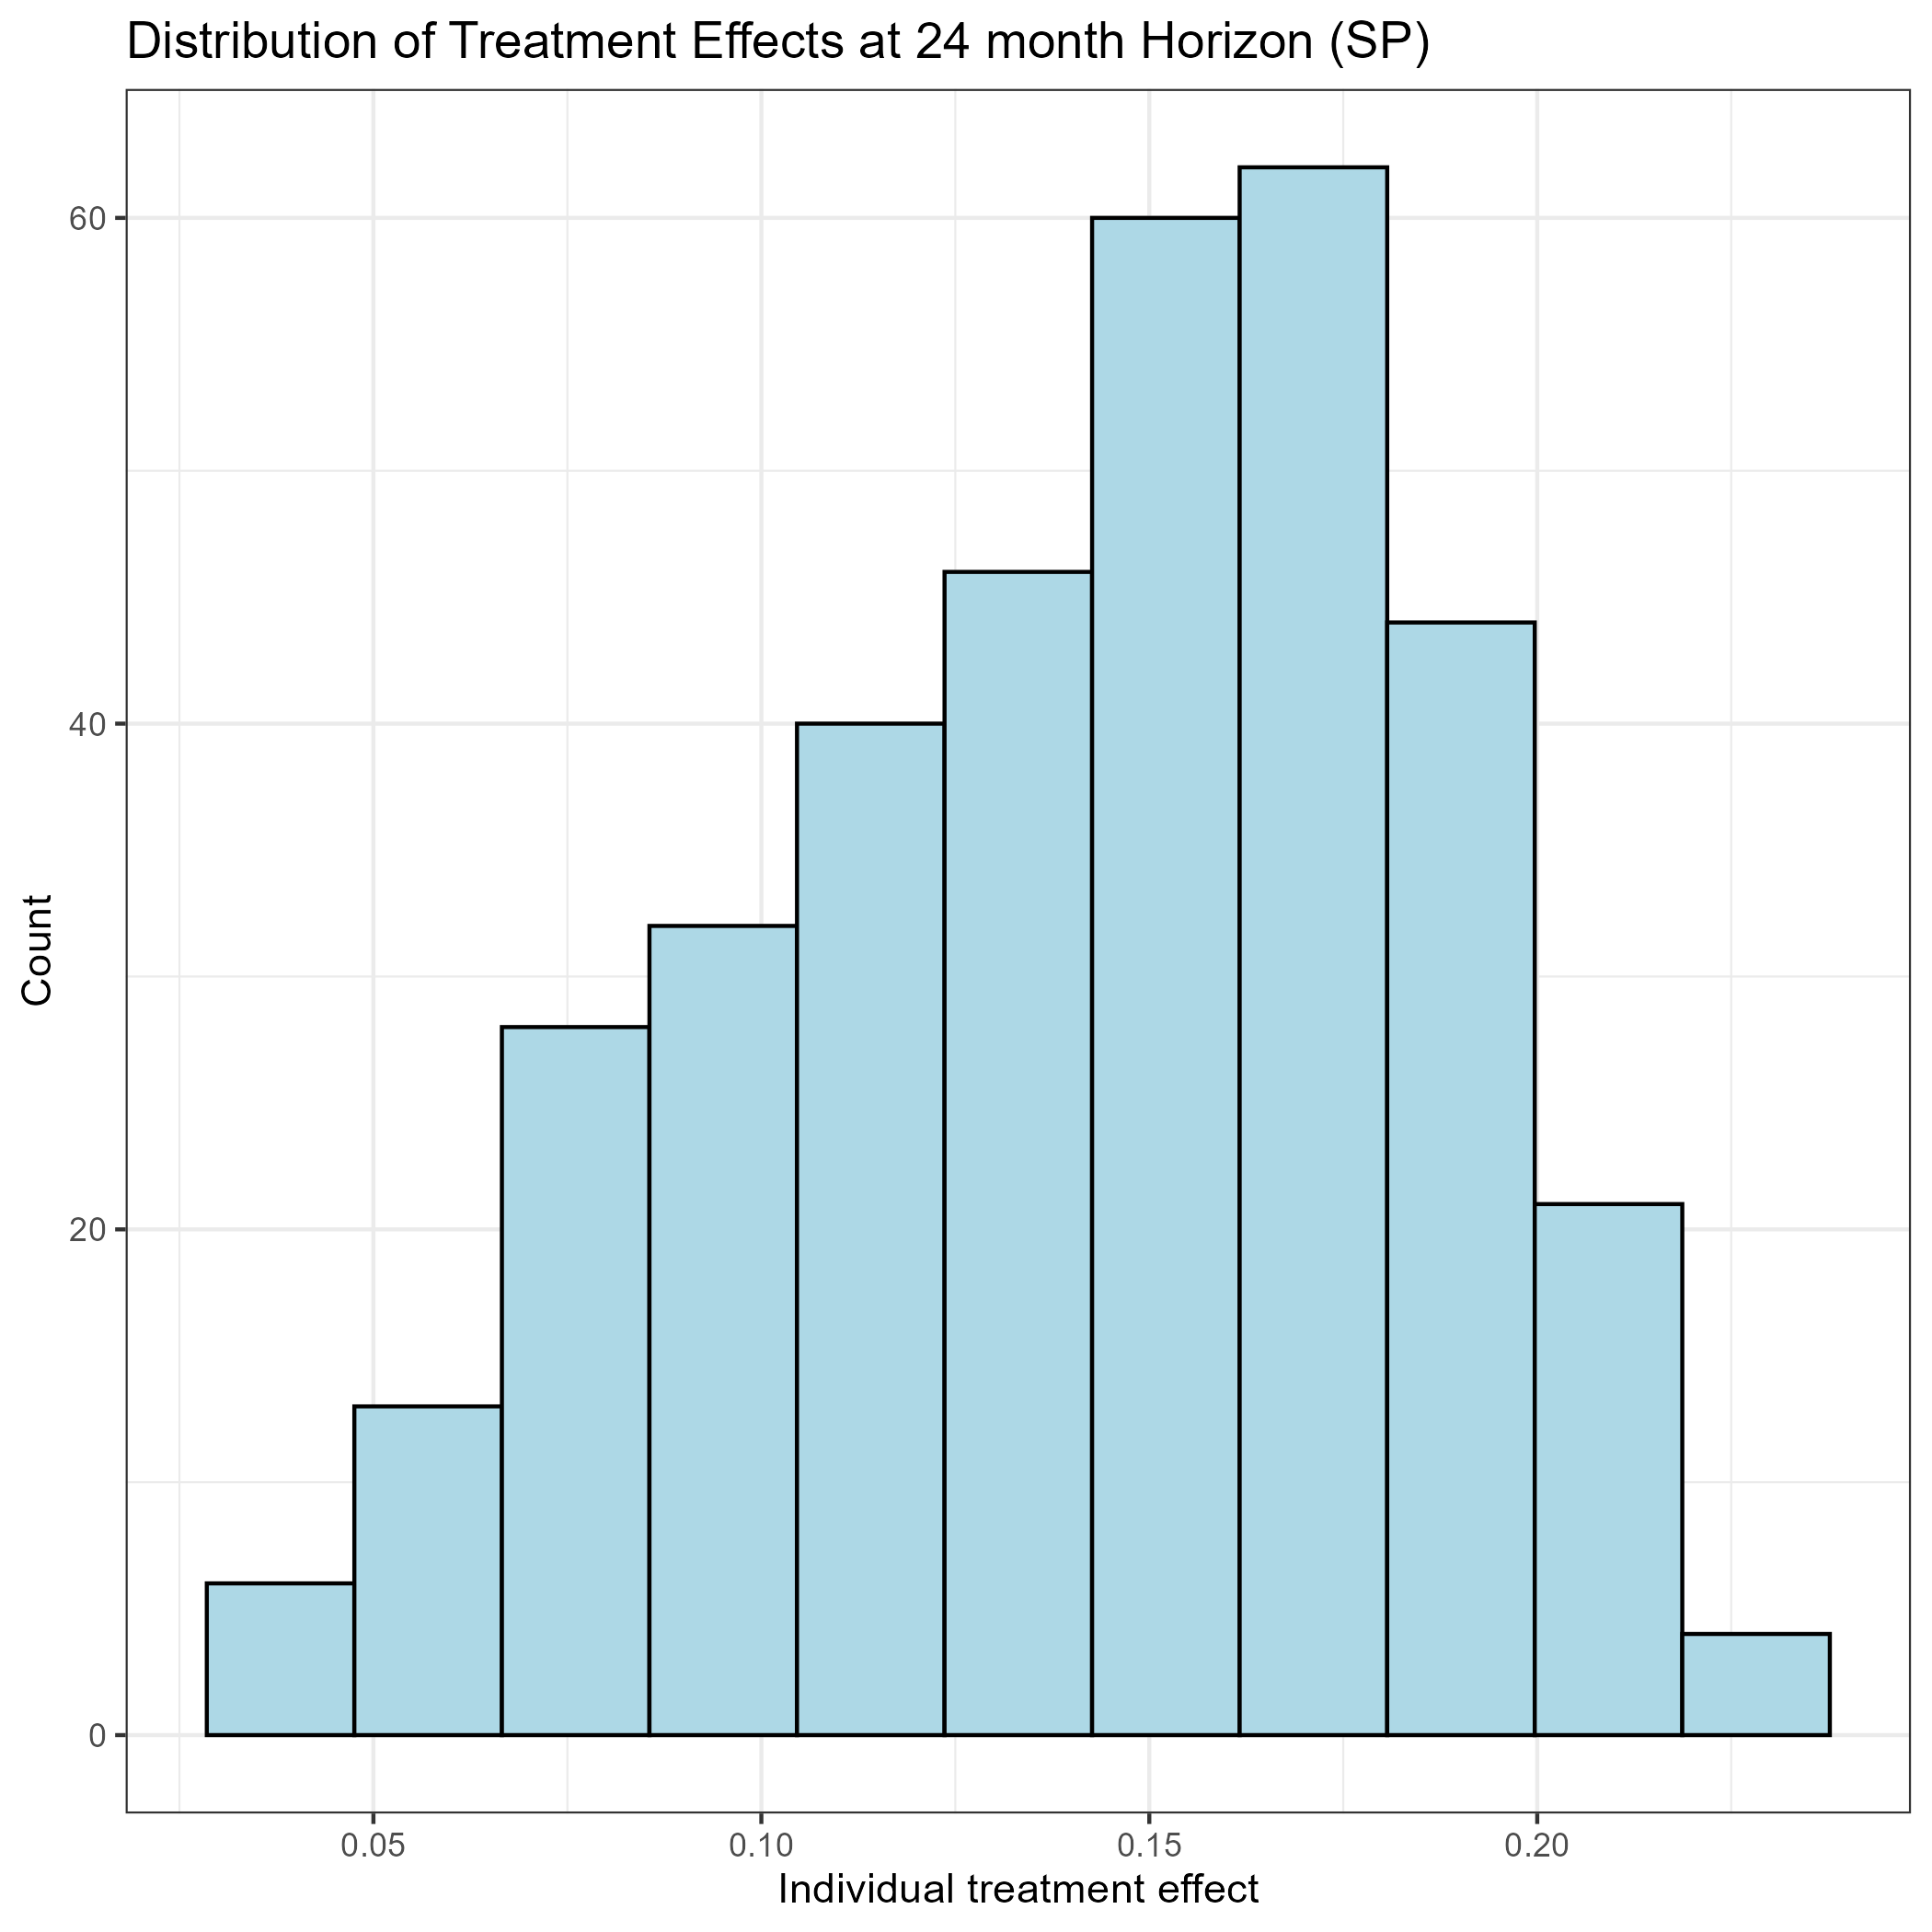 Distribution of Treatment Effects at 24 month Horizon (SP)
60
40
20
0
Count
0.05 0.10 0.15 0.20
Individual treatment effect